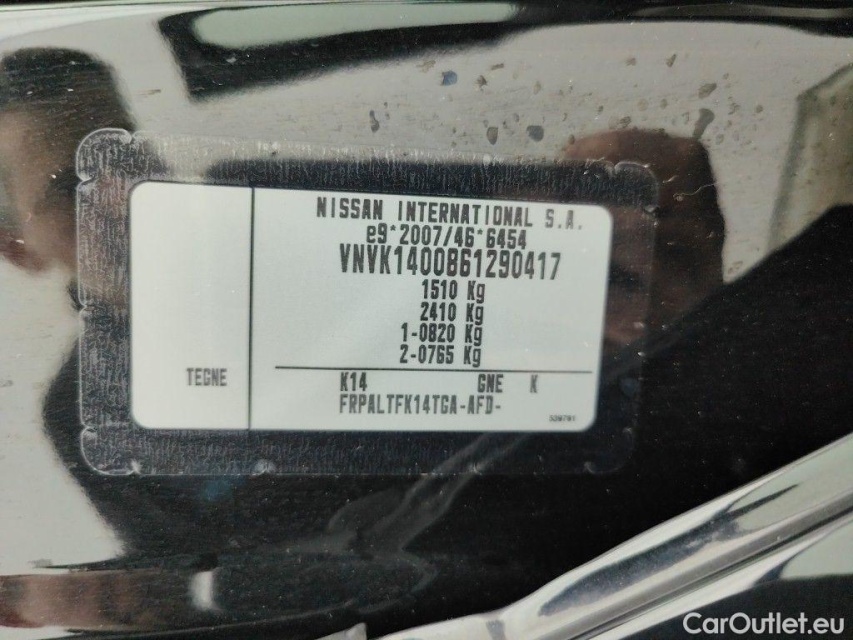 NISSAN INTERNATIONAL S.A.
e9*2007/46*6454
VNVK1400861290417
1510 Kg
2410 Kg
1-0820 Kg
2-0765 Kg
TEGNE
K14 GNE K
FRPALTFK14TGA-AFD-
CarOutlet.eu